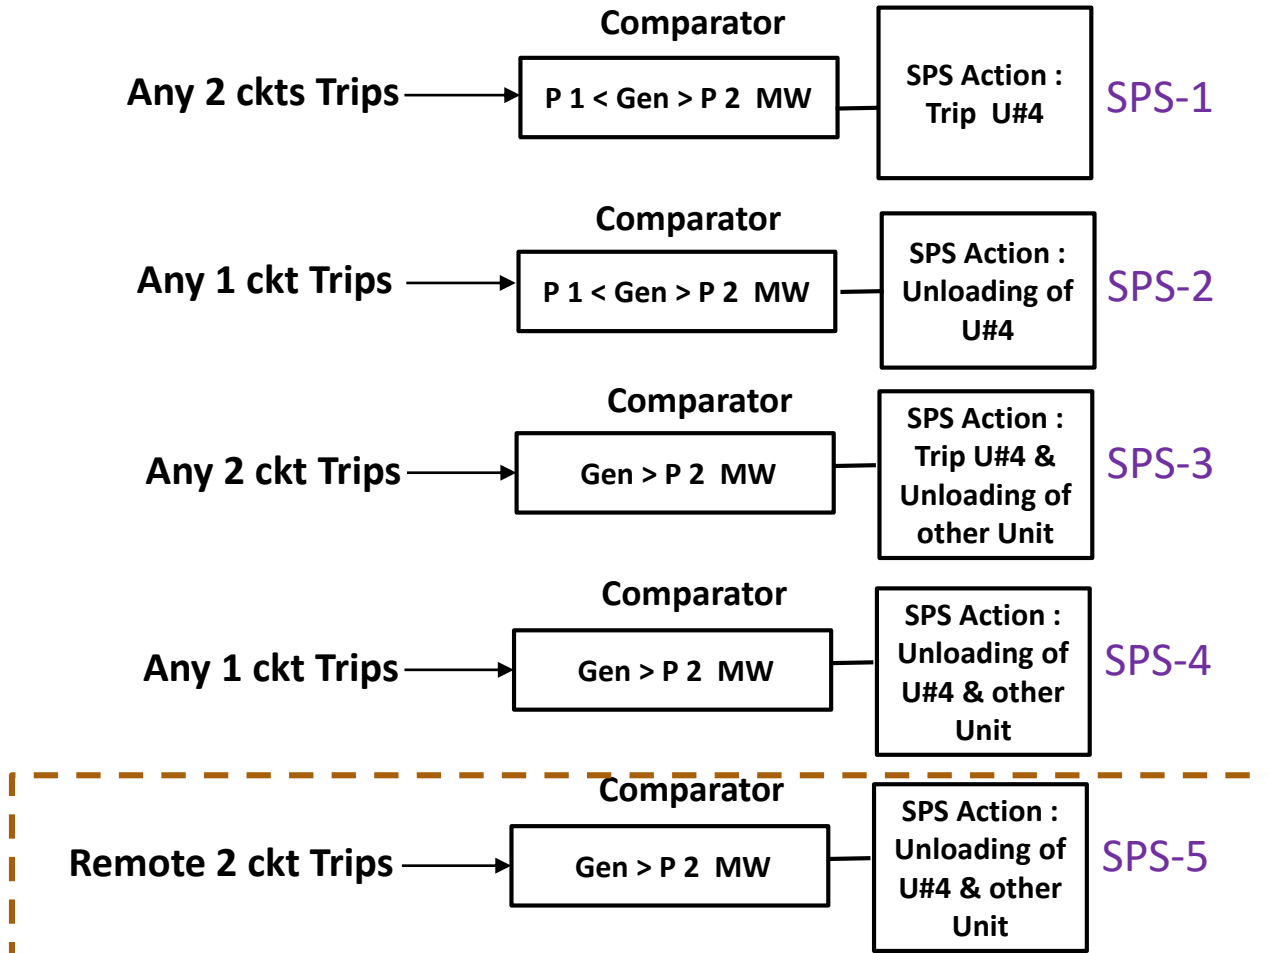 Comparator
Any 2 ckts Trips
P 1 < Gen > P 2  MW
SPS Action :
Trip  U#4
SPS-1
Comparator
Any 1 ckt Trips
P 1 < Gen > P 2  MW
SPS Action :
Unloading of
U#4
SPS-2
Comparator
Any 2 ckt Trips
Gen > P 2  MW
SPS Action :
Trip U#4 &
Unloading of
other Unit
SPS-3
Comparator
Any 1 ckt Trips
Gen > P 2  MW
SPS Action :
Unloading of
U#4 & other
Unit
SPS-4
Comparator
Remote 2 ckt Trips
Gen > P 2  MW
SPS Action :
Unloading of
U#4 & other
Unit
SPS-5